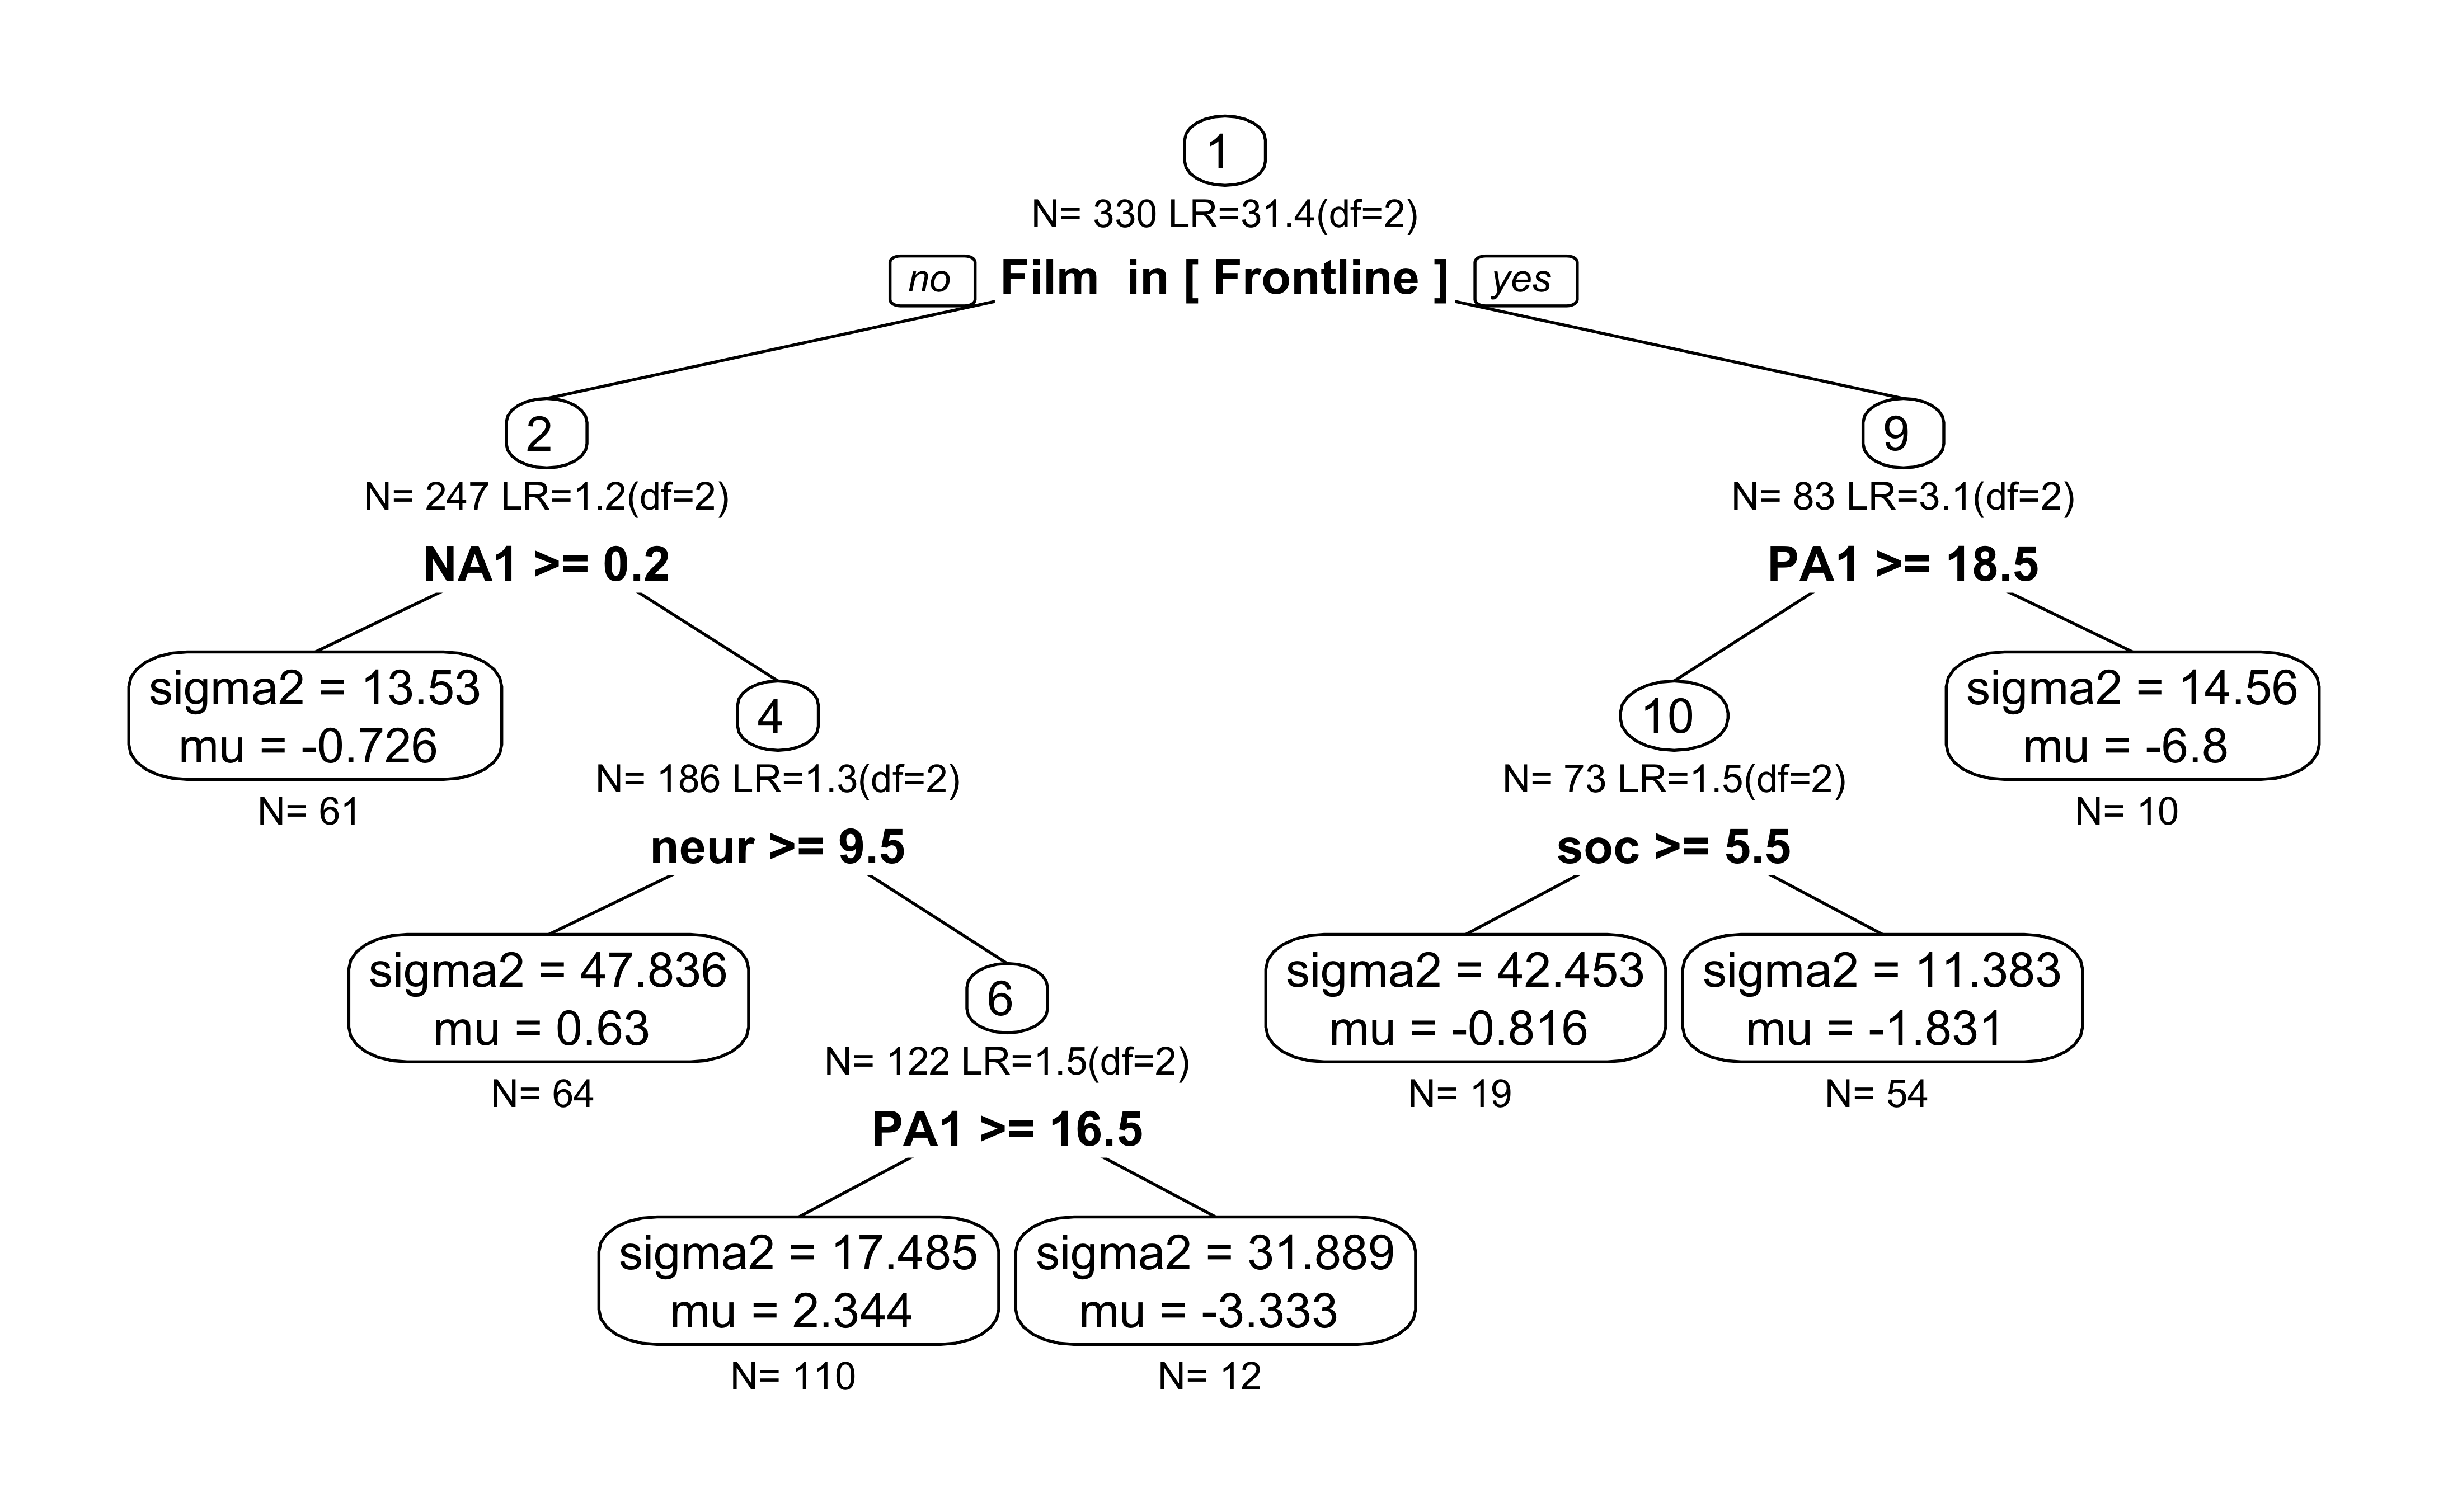 1
N= 330 LR=31.4(df=2)
no Film in [ Frontline ] yes
2
9
N= 247 LR=1.2(df=2)
N= 83 LR=3.1(df=2)
NA1 >= 0.2
PA1 >= 18.5
sigma2 = 13.53
mu = -0.726
N= 61
4
N= 186 LR=1.3(df=2)
neur >= 9.5
10
N= 73 LR=1.5(df=2)
soc >= 5.5
sigma2 = 14.56
mu = -6.8
N= 10
sigma2 = 47.836
mu = 0.63
N= 64
6
N= 122 LR=1.5(df=2)
PA1 >= 16.5
sigma2 = 42.453
mu = -0.816
N= 19
sigma2 = 11.383
mu = -1.831
N= 54
sigma2 = 17.485
mu = 2.344
N= 110
sigma2 = 31.889
mu = -3.333
N= 12